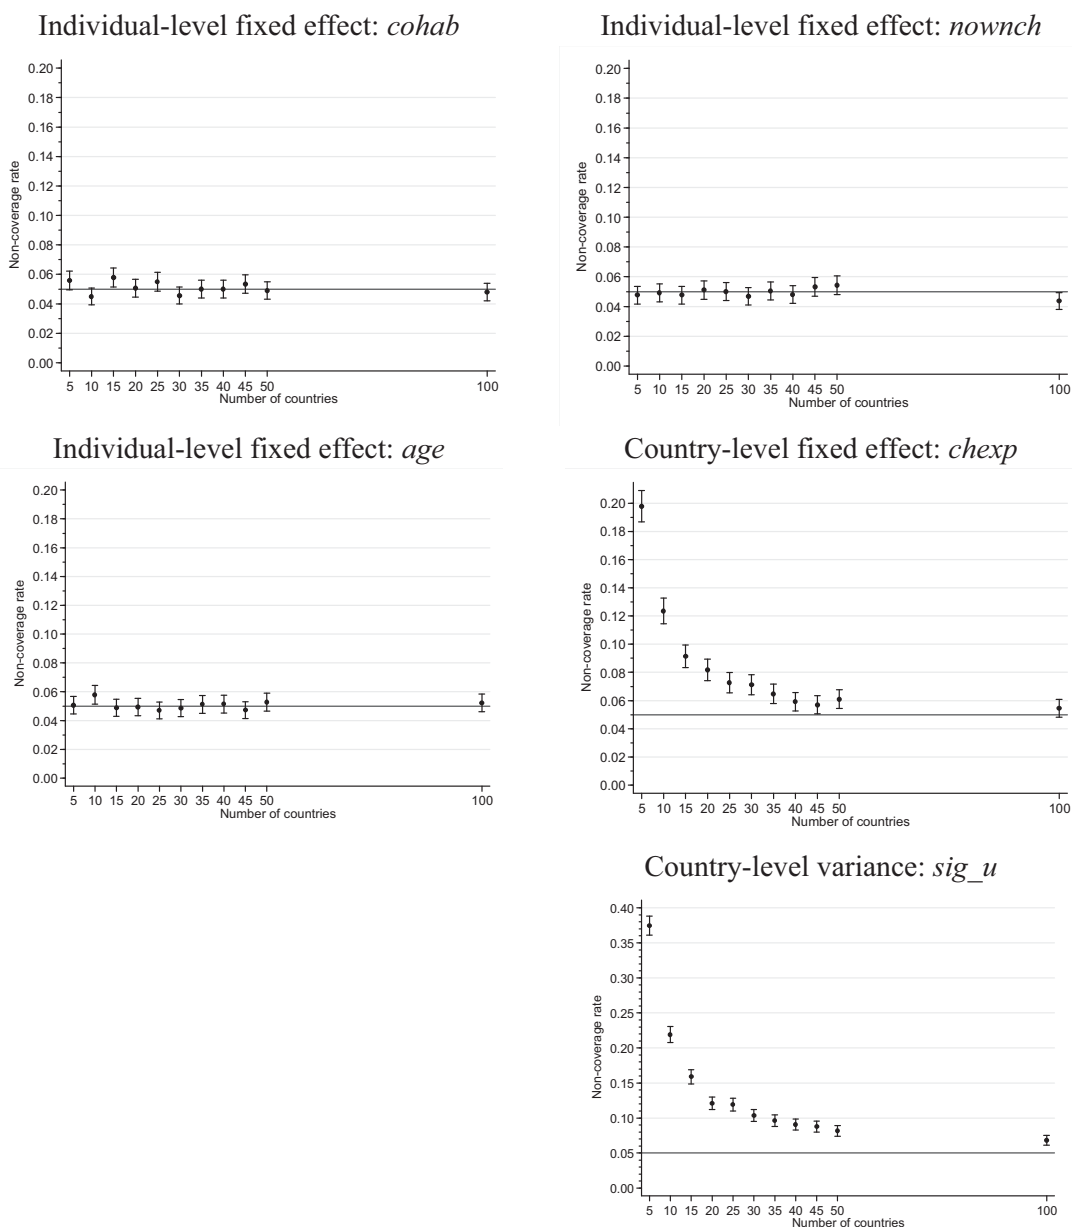 Individual-level fixed effect: cohab
0.20
0.18
0.16
0.14
0.12
0.10
0.08
0.06
0.04
0.02
0.00
Non-coverage rate
5 10 15 20 25 30 35 40 45 50 100
Number of countries
Individual-level fixed effect: nownch
0.20
0.18
0.16
0.14
0.12
0.10
0.08
0.06
0.04
0.02
0.00
Non-coverage rate
5 10 15 20 25 30 35 40 45 50 100
Number of countries
Individual-level fixed effect: age
0.20
0.18
0.16
0.14
0.12
0.10
0.08
0.06
0.04
0.02
0.00
Non-coverage rate
5 10 15 20 25 30 35 40 45 50 100
Number of countries
Country-level fixed effect: chexp
0.20
0.18
0.16
0.14
0.12
0.10
0.08
0.06
0.04
0.02
0.00
Non-coverage rate
5 10 15 20 25 30 35 40 45 50 100
Number of countries
Country-level variance: sig_u
0.40
0.35
0.30
0.25
0.20
0.15
0.10
0.05
0.00
Non-coverage rate
5 10 15 20 25 30 35 40 45 50 100
Number of countries